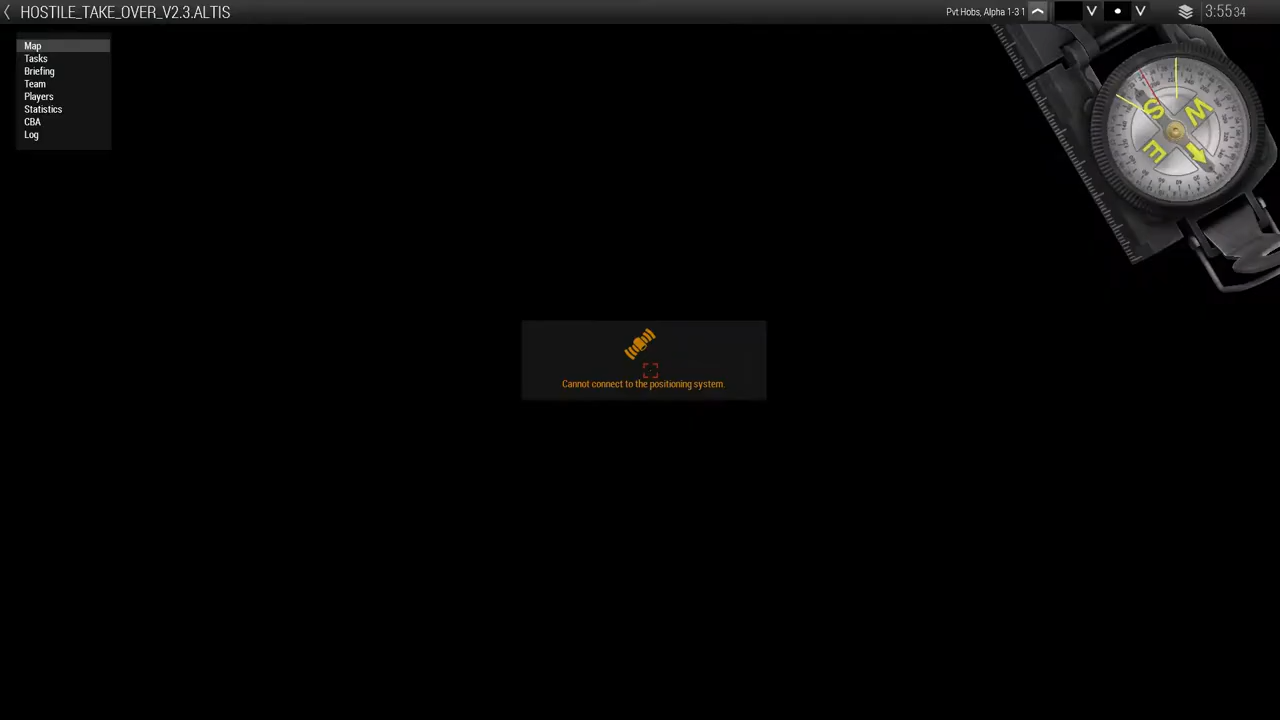 HOSTILE_TAKE_OVER_V2.3.ALTIS
Pvt Hobs, Alpha 1-3 1
3:55 34
Map
Tasks
Briefing
Team
Players
Statistics
CBA
Log
S
W
E
Cannot connect to the positioning system.